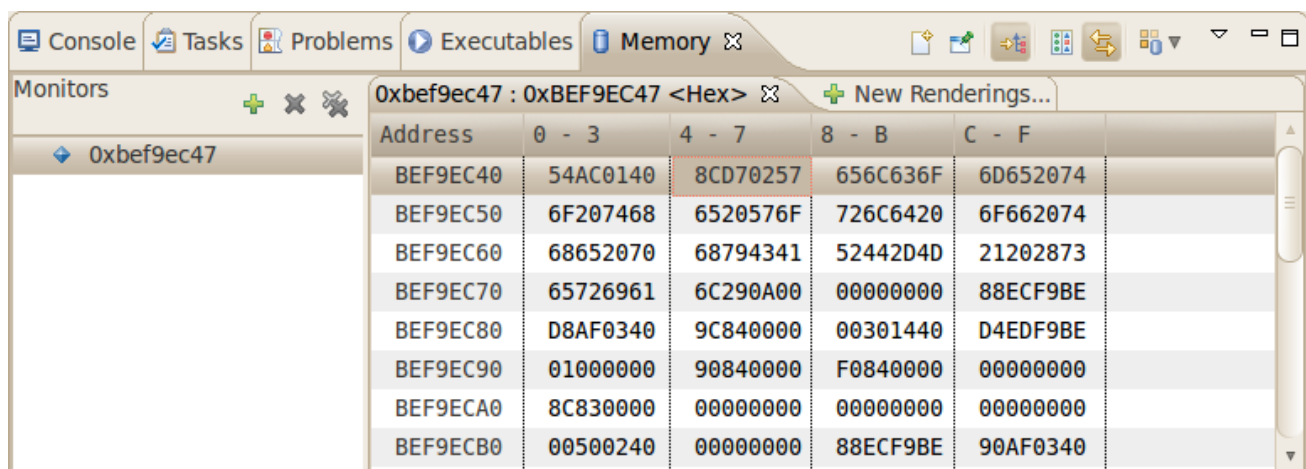 Console Tasks Problems Executables Memory
Monitors 0xbef9ec47 : 0xBEF9EC47 <Hex> New Renderings...
Address 0 - 3 4 - 7 8 - B C - F
0xbef9ec47
BEF9EC40 54AC0140 8CD70257 656C636F 6D652074
BEF9EC50 6F207468 6520576F 726C6420 6F662074
BEF9EC60 68652070 68794341 52442D4D 21202873
BEF9EC70 65726961 6C290A00 00000000 88ECF9BE
BEF9EC80 D8AF0340 9C840000 00301440 D4EDF9BE
BEF9EC90 01000000 90840000 F0840000 00000000
BEF9ECA0 8C830000 00000000 00000000 00000000
BEF9ECB0 00500240 00000000 88ECF9BE 90AF0340